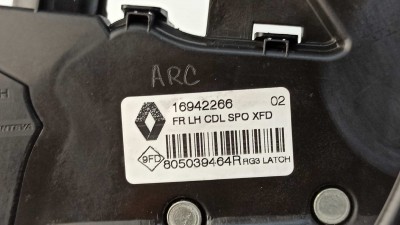 ARC
16942266 02
FR LH CDL SPO XFD
9FD 805039464R RG3 LATCH